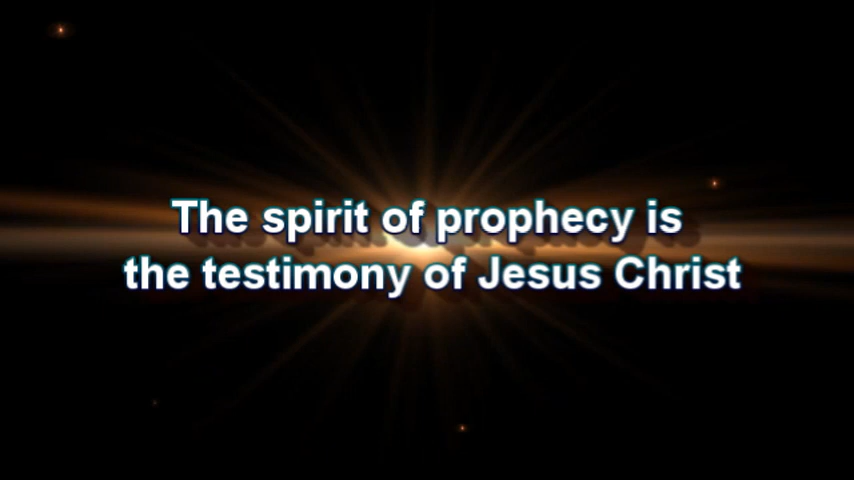 The spirit of prophecy is
the testimony of Jesus Christ